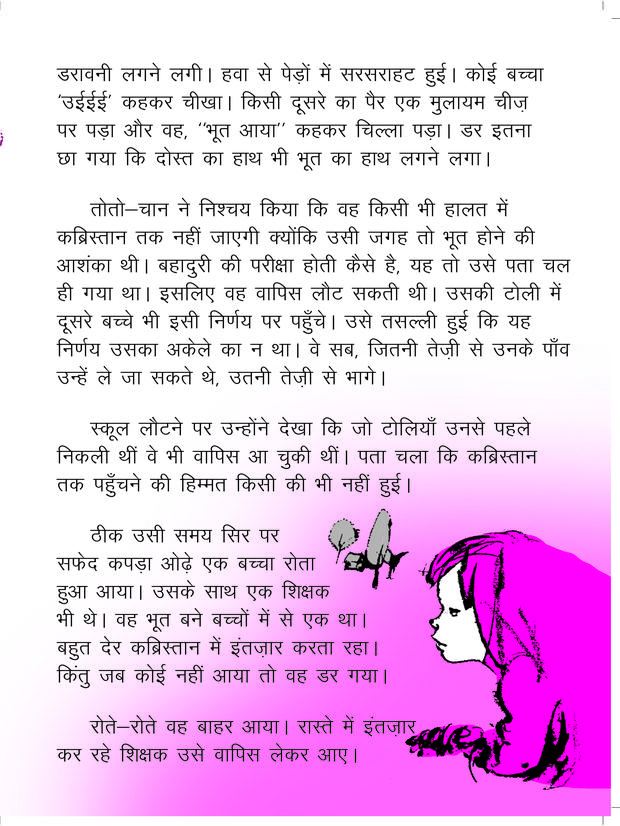 डरावनी लगने लगी। हवा से पेड़ों में सरसराहट हुई। कोई बच्चा
'उईईईई' कहकर चीखा। किसी दूसरे का पैर एक मुलायम चीज़
पर पड़ा और वह, ''भूत आया'' कहकर चिल्ला पड़ा। डर इतना
छा गया कि दोस्त का हाथ भी भूत का हाथ लगने लगा।
तोतो–चान ने निश्चय किया कि वह किसी भी हालत में
कब्रिस्तान तक नहीं जाएगी क्योंकि उसी जगह तो भूत होने की
आशंका थी। बहादुरी की परीक्षा होती कैसे है, यह तो उसे पता चल
ही गया था। इसलिए वह वापिस लौट सकती थी। उसकी टोली में
दूसरे बच्चे भी इसी निर्णय पर पहुँचे। उसे तसल्ली हुई कि यह
निर्णय उसका अकेले का न था। वे सब, जितनी तेज़ी से उनके पाँव
उन्हें ले जा सकते थे, उतनी तेज़ी से भागे।
स्कूल लौटने पर उन्होंने देखा कि जो टोलियाँ उनसे पहले
निकली थीं वे भी वापिस आ चुकी थीं। पता चला कि कब्रिस्तान
तक पहुँचने की हिम्मत किसी की भी नहीं हुई।
ठीक उसी समय सिर पर
सफेद कपड़ा ओढ़े एक बच्चा रोता
हुआ आया। उसके साथ एक शिक्षक
भी थे। वह भूत बने बच्चों में से एक था।
बहुत देर कब्रिस्तान में इंतज़ार करता रहा।
किंतु जब कोई नहीं आया तो वह डर गया।
रोते–रोते वह बाहर आया। रास्ते में इंतज़ार
कर रहे शिक्षक उसे वापिस लेकर आए।